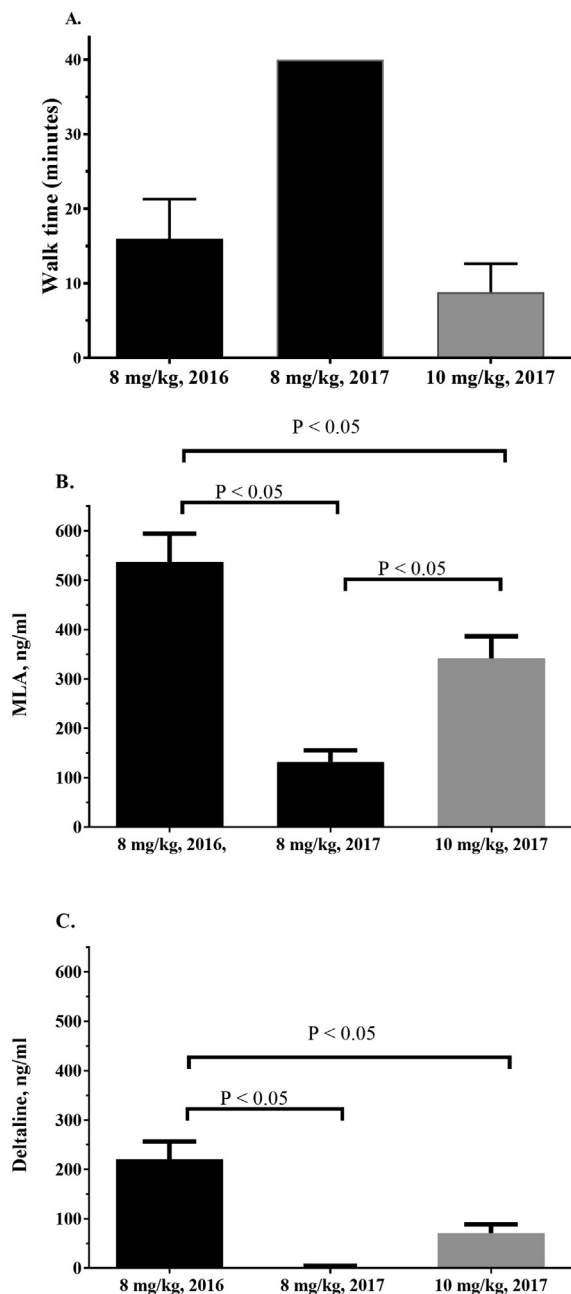 A.
Walk time (minutes)
40
30
20
10
0
8 mg/kg, 2016 8 mg/kg, 2017 10 mg/kg, 2017
P < 0.05
B.
P < 0.05
P < 0.05
MLA, ng/ml
600
500
400
300
200
100
0
8 mg/kg, 2016, 8 mg/kg, 2017 10 mg/kg, 2017
C.
P < 0.05
P < 0.05
Deltaline, ng/ml
600
500
400
300
200
100
0
8 mg/kg, 2016 8 mg/kg, 2017 10 mg/kg, 2017